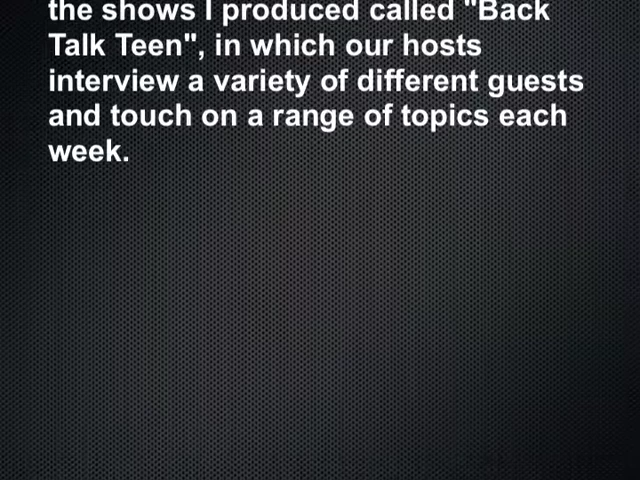 the shows I produced called "Back
Talk Teen", in which our hosts
interview a variety of different guests
and touch on a range of topics each
week.